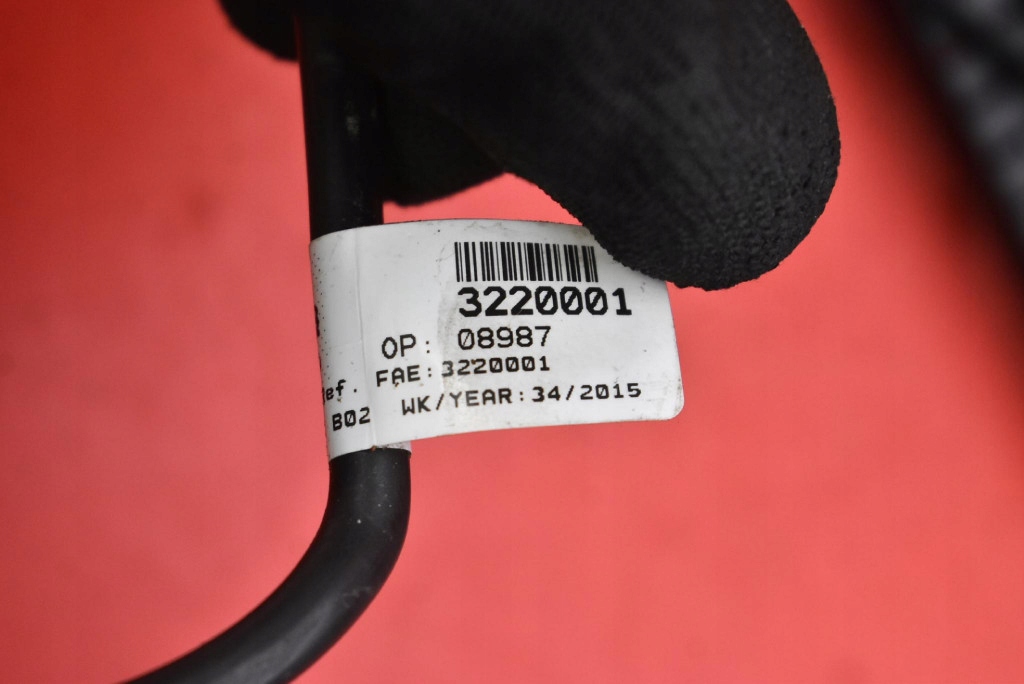 3220001
OP: 08987
ef. FAE:3220001
B02 WK/YEAR:34/2015